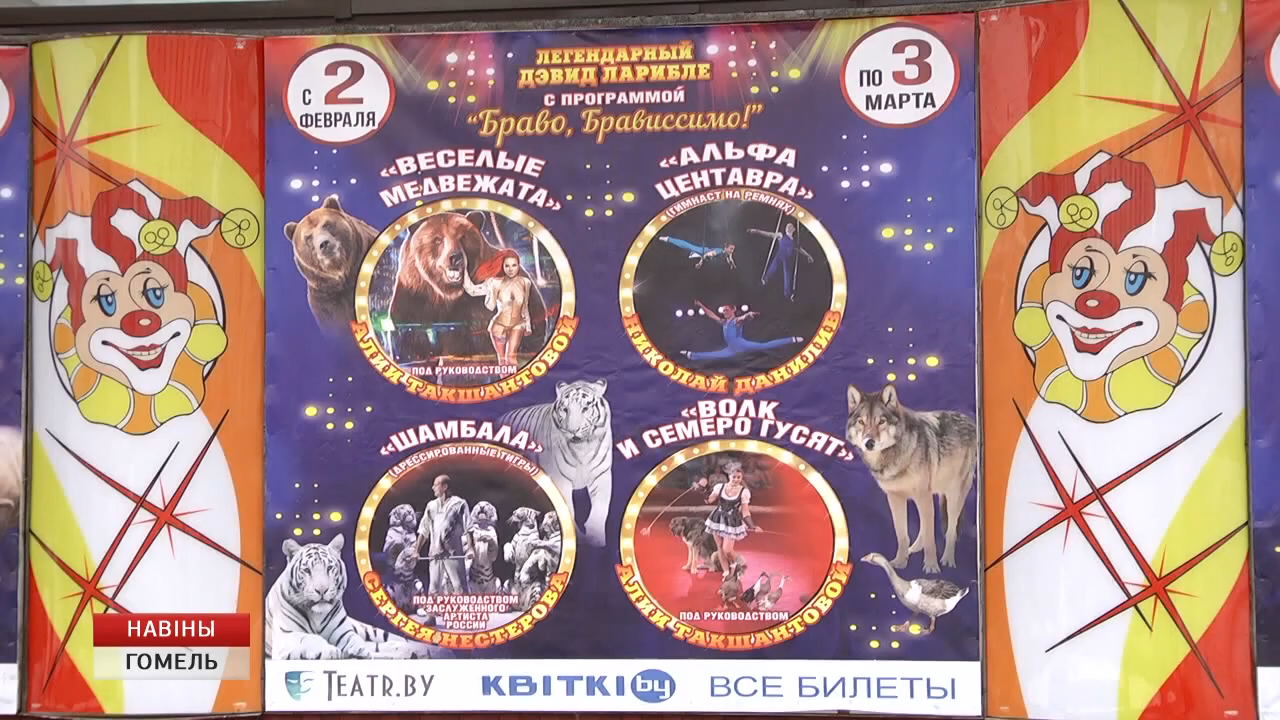 ЛЕГЕНДАРНЫЙ
ДЭВИД ЛАРИБЛЕ
С ПРОГРАММОЙ
"Браво, Брависсимо!"
С 2
ФЕВРАЛЯ
ПО 3
МАРТА
«ВЕСЕЛЫЕ
МЕДВЕЖАТА»
ПОД РУКОВОДСТВОМ
АЛИИ ТАКШАНТОВОЙ
«АЛЬФА
ЦЕНТАВРА»
(ГИМНАСТ НА РЕМНЯХ)
НИКОЛАЙ ДАНИЛИВ
«ШАМБАЛА»
(ДРЕССИРОВАННЫЕ ТИГРЫ)
ПОД РУКОВОДСТВОМ
ЗАСЛУЖЕННОГО
АРТИСТА
РОССИИ
СЕРГЕЯ НЕСТЕРОВА
«ВОЛК
И СЕМЕРО ГУСЯТ»
ПОД РУКОВОДСТВОМ
АЛИИ ТАКШАНТОВОЙ
НАВІНЫ
ГОМЕЛЬ
TEATR.BY
КВІТКІ by
ВСЕ БИЛЕТЫ